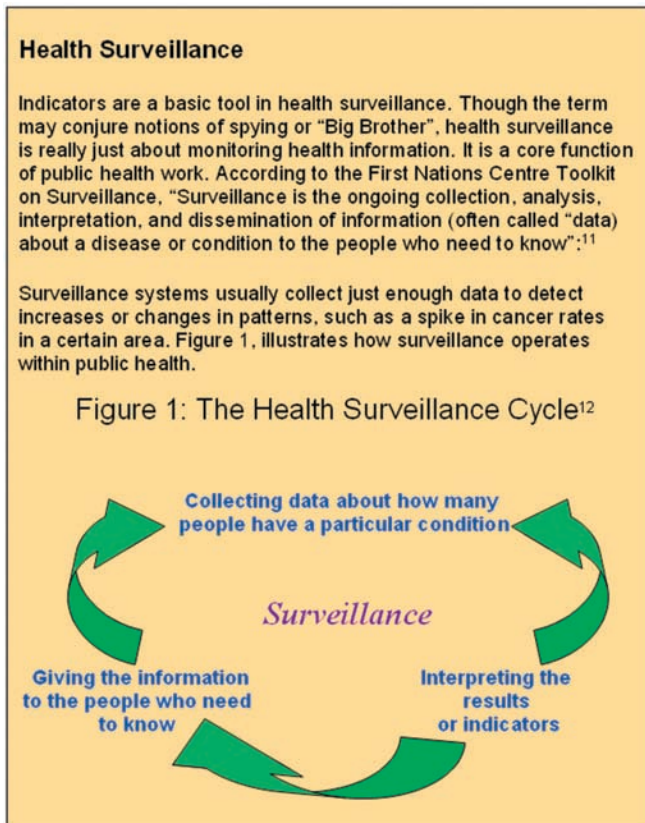 Health Surveillance
Indicators are a basic tool in health surveillance. Though the term
may conjure notions of spying or “Big Brother”, health surveillance
is really just about monitoring health information. It is a core function
of public health work. According to the First Nations Centre Toolkit
on Surveillance, “Surveillance is the ongoing collection, analysis,
interpretation, and dissemination of information (often called “data)
about a disease or condition to the people who need to know”:11
Surveillance systems usually collect just enough data to detect
increases or changes in patterns, such as a spike in cancer rates
in a certain area. Figure 1, illustrates how surveillance operates
within public health.
Figure 1: The Health Surveillance Cycle12
Collecting data about how many
people have a particular condition
Surveillance
Giving the information
to the people who need
to know
Interpreting the
results
or indicators